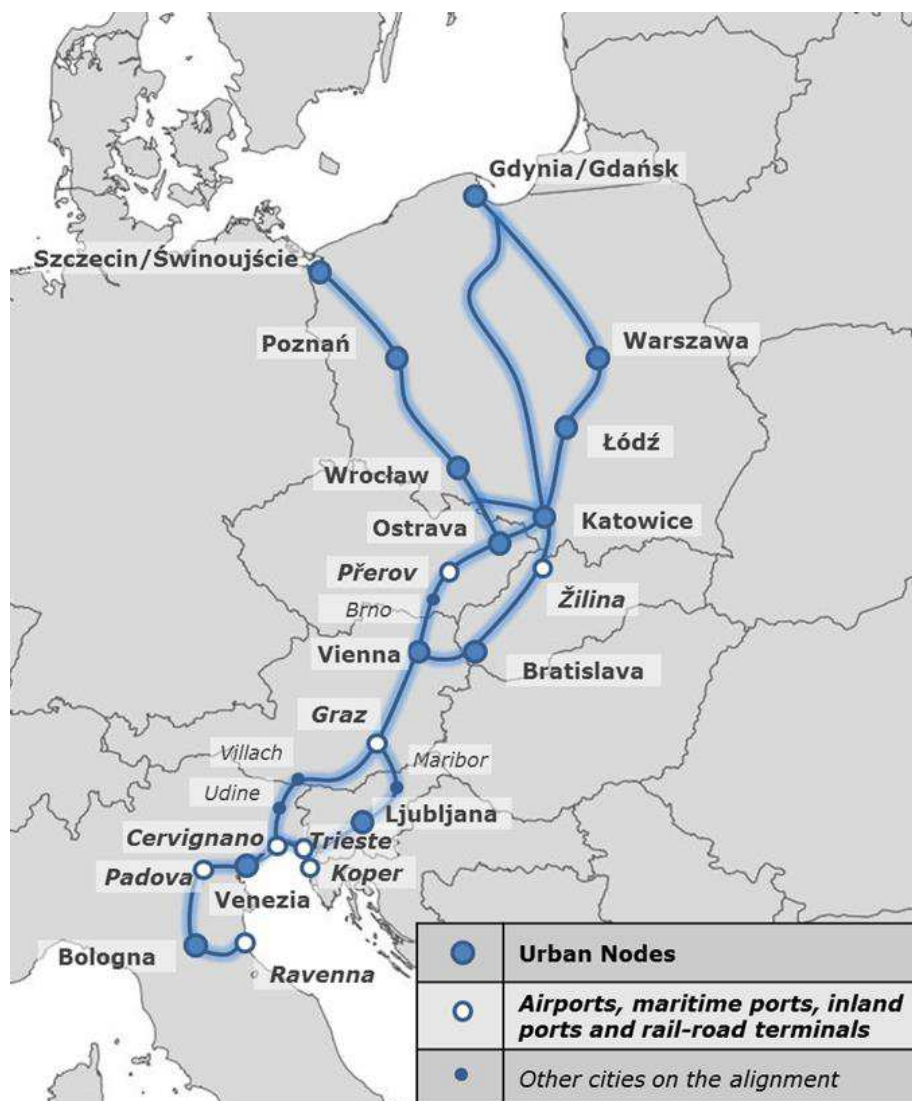 Gdynia/Gdańsk
Szczecin/Świnoujście
Poznań
Warszawa
Łódź
Wrocław
Ostrava
Katowice
Přerov
Žilina
Brno
Vienna
Bratislava
Graz
Villach
Maribor
Udine
Ljubljana
Cervignano
Trieste
Padova
Koper
Venezia
Bologna
Ravenna
Urban Nodes
Airports, maritime ports, inland
ports and rail-road terminals
Other cities on the alignment